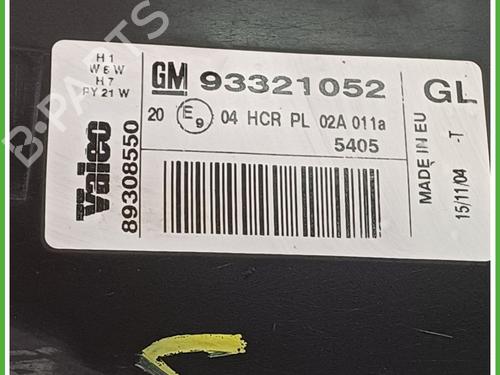 H 1
W 6 W
H 7
PY 21 W
GM 93321052 GL
20 E9 04 HCR PL 02A 011a
5405
Valeo
89308550
MADE IN EU
15/11/04 -T
B-PARTS